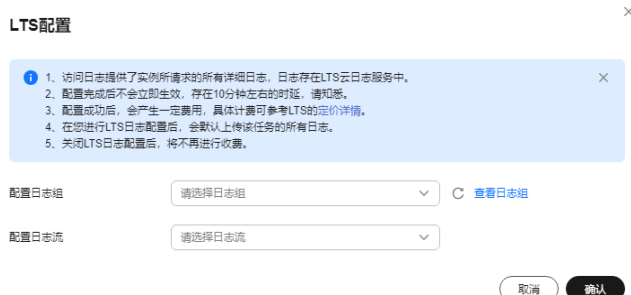 LTS配置
1、访问日志提供了实例所请求的所有详细日志，日志存在LTS云日志服务中。
2、配置完成后不会立即生效，存在10分钟左右的时延，请知悉。
3、配置成功后，会产生一定费用，具体计费可参考LTS的定价详情。
4、在您进行LTS日志配置后，会默认上传该任务的所有日志。
5、关闭LTS日志配置后，将不再进行收费。
配置日志组 请选择日志组 查看日志组
配置日志流 请选择日志流
取消 确认